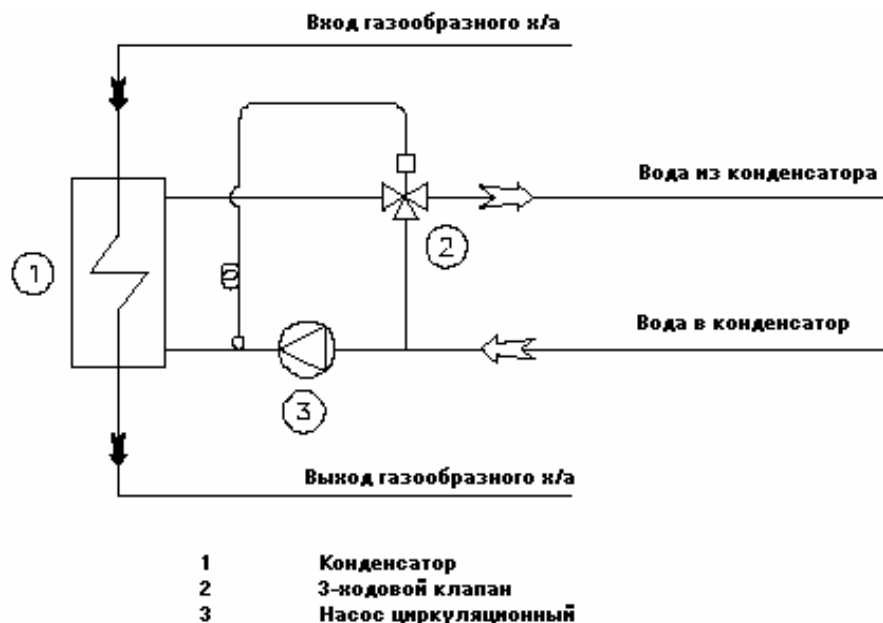 Вход газообразного х/а
Вода из конденсатора
1
2
Вода в конденсатор
3
Выход газообразного х/а
1 Конденсатор
2 3-ходовой клапан
3 Насос циркуляционный